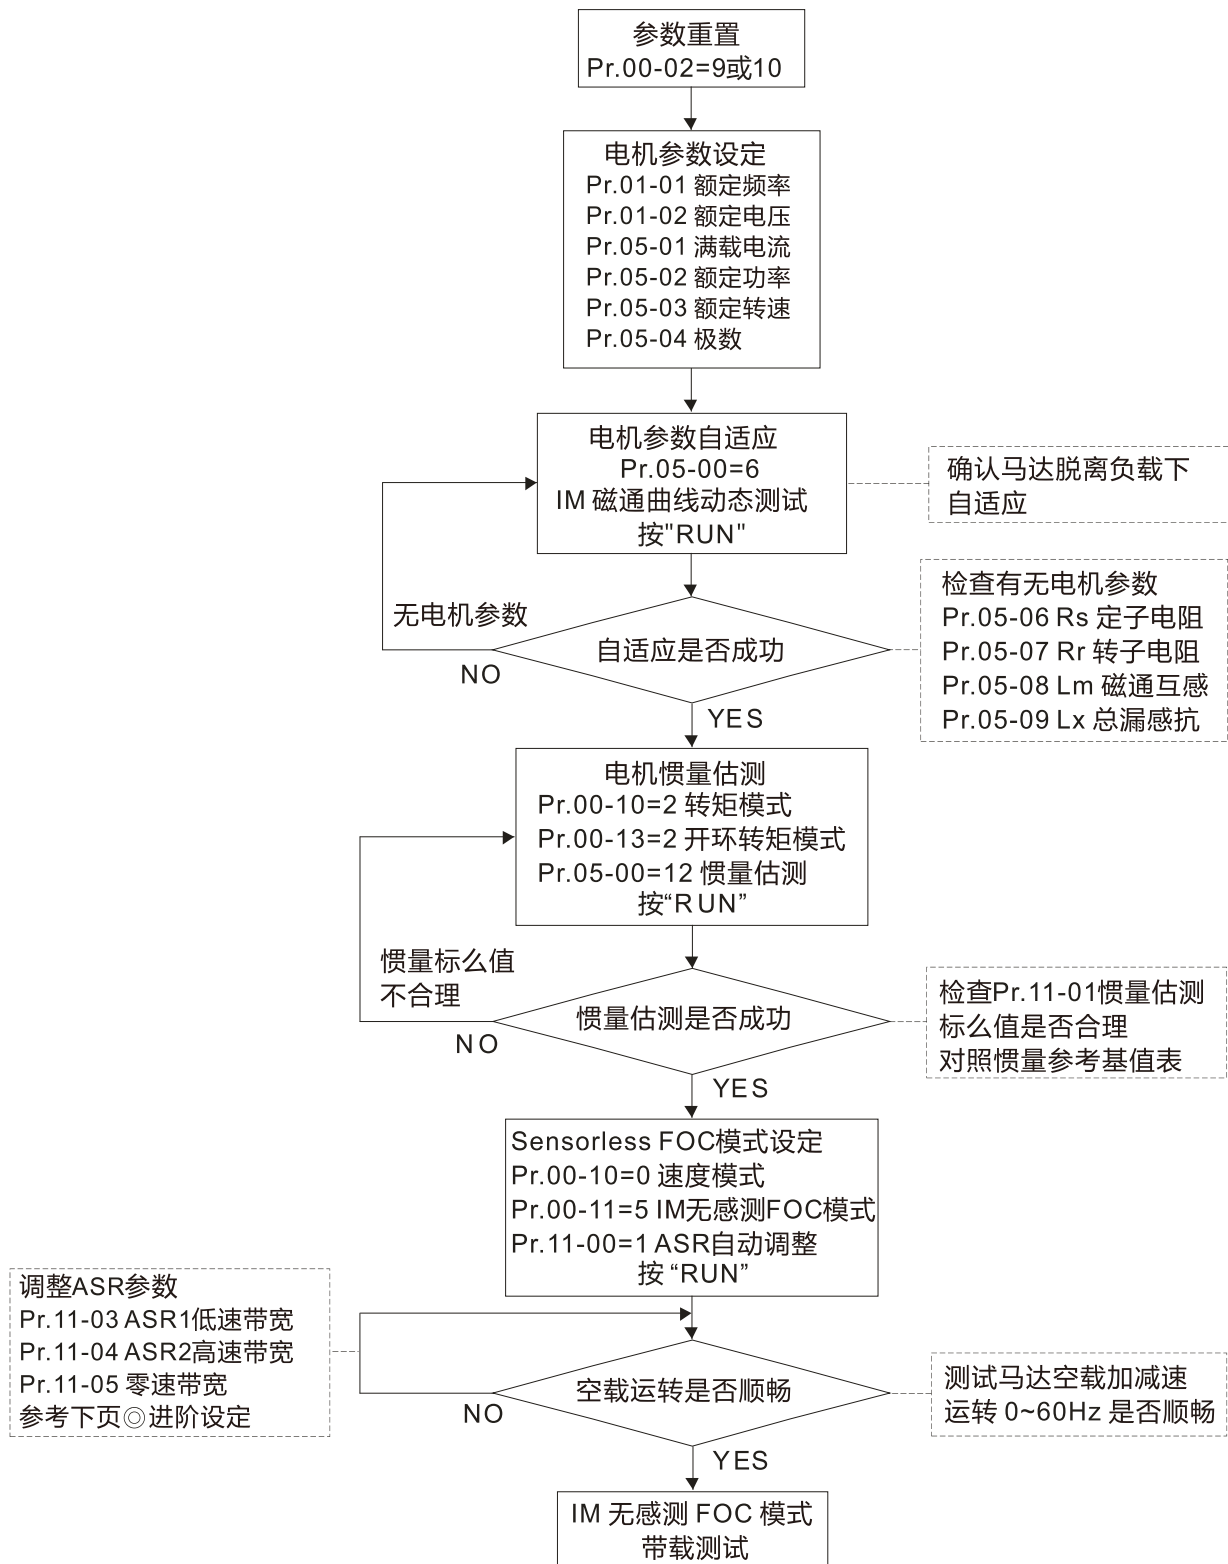 参数重置
Pr.00-02=9或10
电机参数设定
Pr.01-01 额定频率
Pr.01-02 额定电压
Pr.05-01 满载电流
Pr.05-02 额定功率
Pr.05-03 额定转速
Pr.05-04 极数
电机参数自适应
Pr.05-00=6
IM 磁通曲线动态测试
按"RUN"
确认马达脱离负载下
自适应
无电机参数
NO
自适应是否成功
YES
检查有无电机参数
Pr.05-06 Rs 定子电阻
Pr.05-07 Rr 转子电阻
Pr.05-08 Lm 磁通互感
Pr.05-09 Lx 总漏感抗
电机惯量估测
Pr.00-10=2 转矩模式
Pr.00-13=2 开环转矩模式
Pr.05-00=12 惯量估测
按“RUN”
惯量标么值
不合理
NO
惯量估测是否成功
YES
检查Pr.11-01惯量估测
标么值是否合理
对照惯量参考基值表
Sensorless FOC模式设定
Pr.00-10=0 速度模式
Pr.00-11=5 IM无感测FOC模式
Pr.11-00=1 ASR自动调整
按 “RUN”
调整ASR参数
Pr.11-03 ASR1低速带宽
Pr.11-04 ASR2高速带宽
Pr.11-05 零速带宽
参考下页◎进阶设定
NO
空载运转是否顺畅
YES
测试马达空载加减速
运转 0~60Hz 是否顺畅
IM 无感测 FOC 模式
带载测试